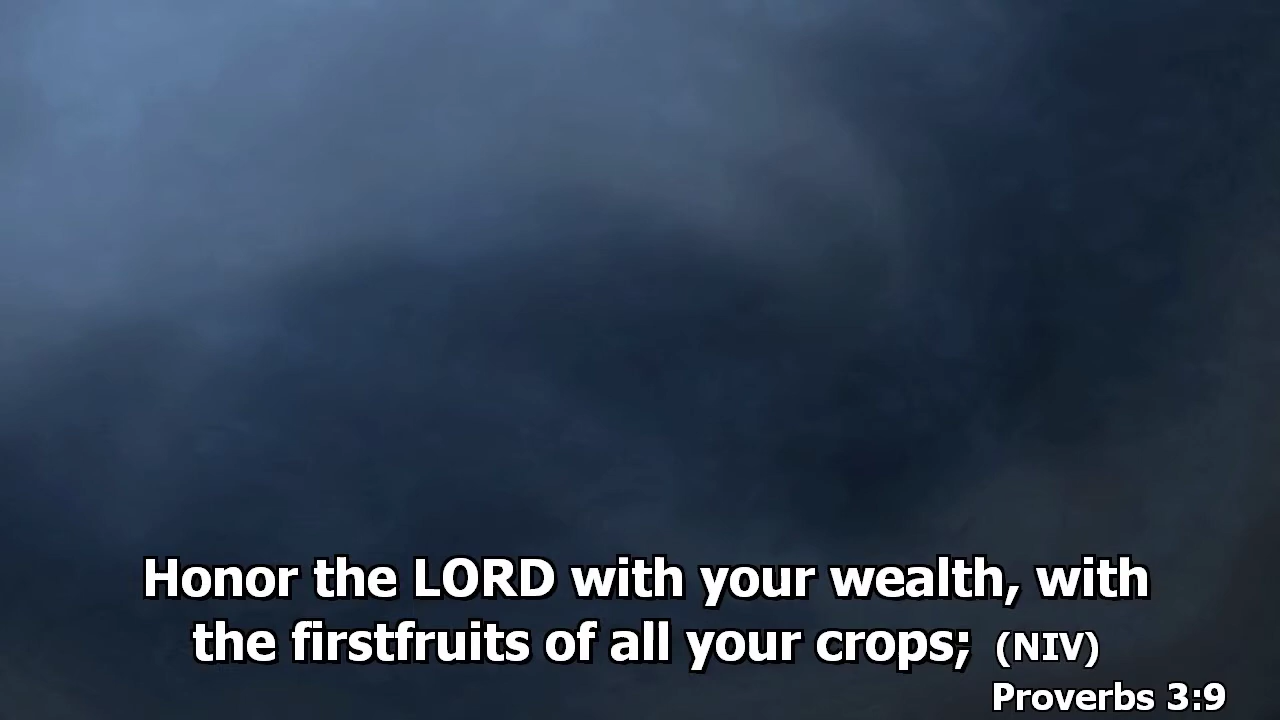 Honor the LORD with your wealth, with
the firstfruits of all your crops; (NIV)
Proverbs 3:9